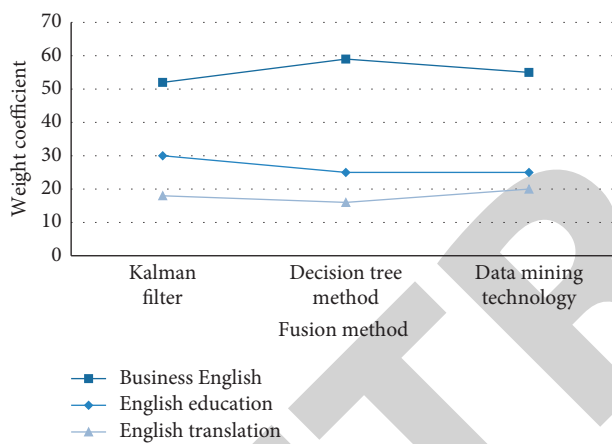 70
60
50
40
30
20
10
0
Weight coefficient
Kalman filter
Decision tree method
Data mining technology
Fusion method
Business English
English education
English translation